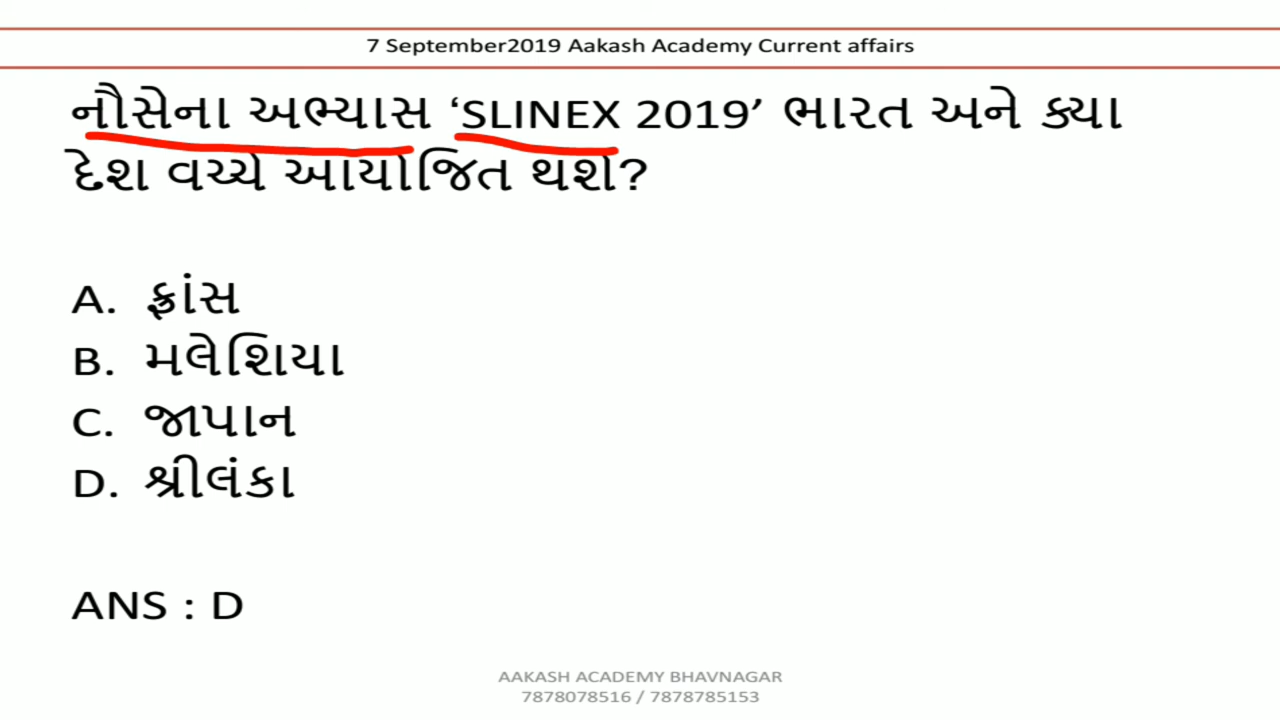 7 September2019 Aakash Academy Current affairs
નૌસેના અભ્યાસ ‘SLINEX 2019’ ભારત અને ક્યા
દેશ વચ્ચે આયોજિત થશે?
A. ફ્રાંસ
B. મલેશિયા
C. જાપાન
D. શ્રીલંકા
ANS : D
AAKASH ACADEMY BHAVNAGAR
7878078516 / 7878785153